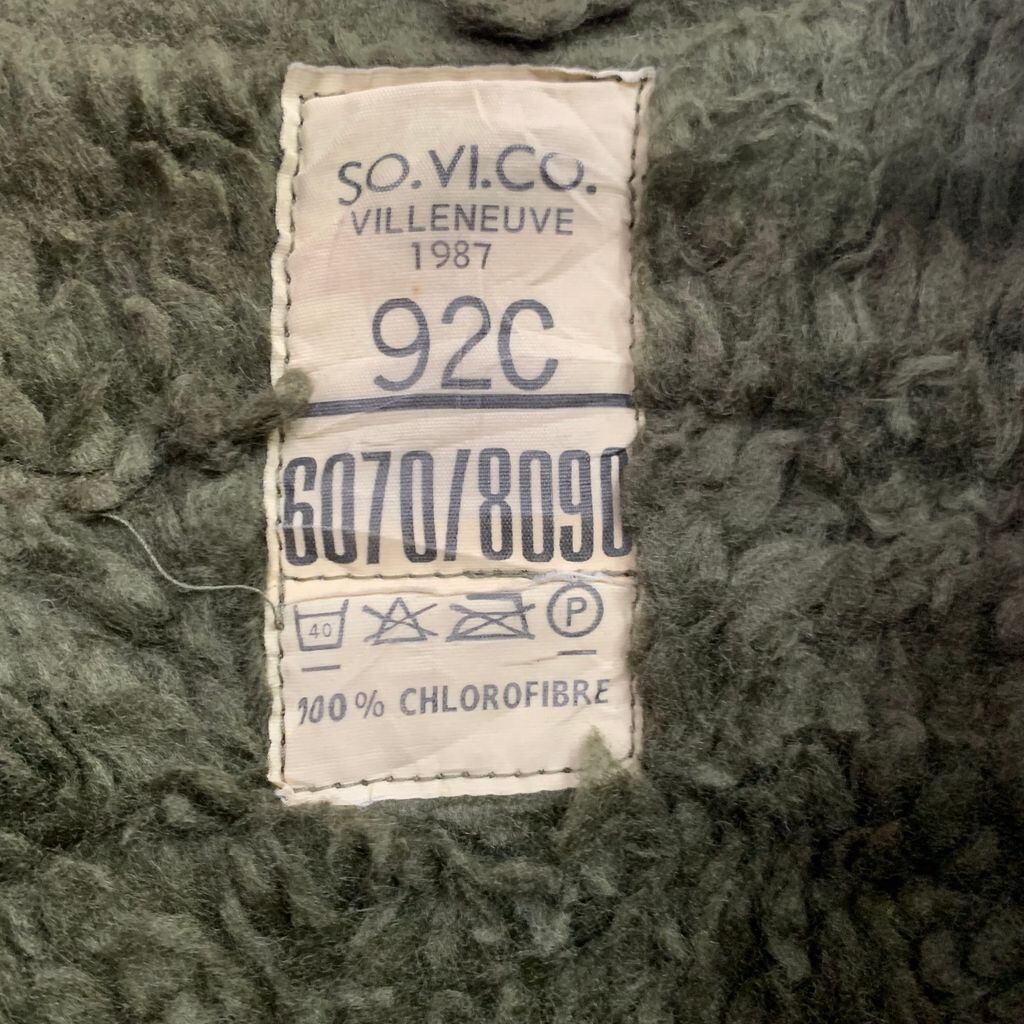 SO.VI.CO.
VILLENEUVE
1987
92C
6070/8090
40 P
100% CHLOROFIBRE